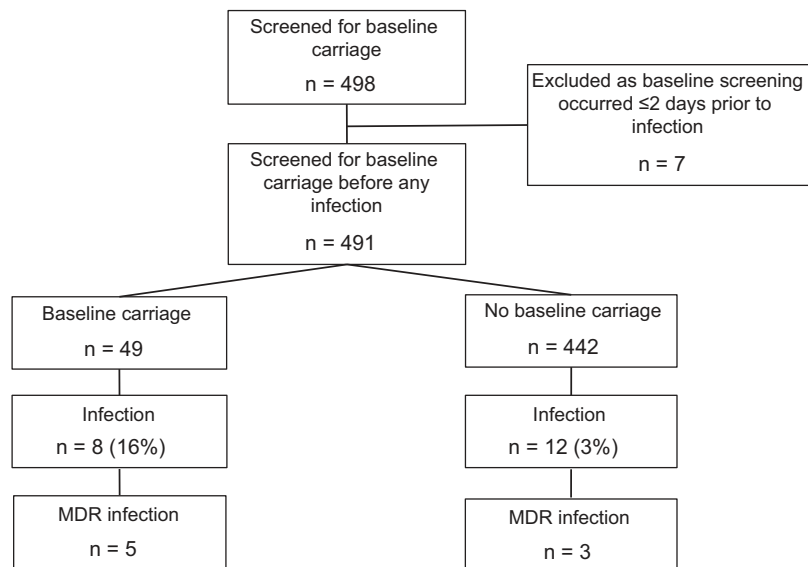 Screened for baseline
carriage
n = 498
Excluded as baseline screening
occurred ≤2 days prior to
infection
n = 7
Screened for baseline
carriage before any
infection
n = 491
Baseline carriage
n = 49
No baseline carriage
n = 442
Infection
n = 8 (16%)
Infection
n = 12 (3%)
MDR infection
n = 5
MDR infection
n = 3